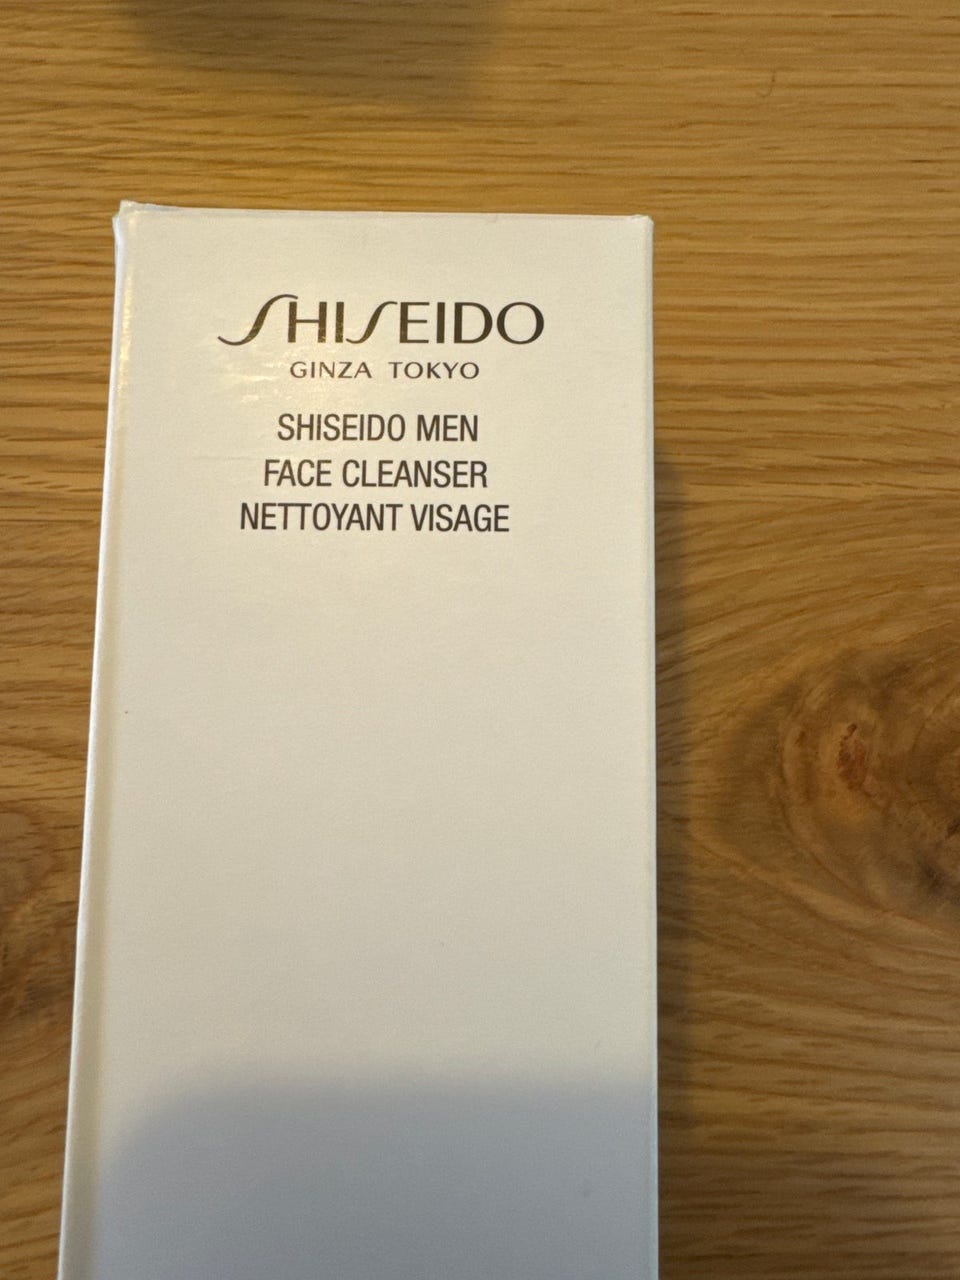 SHISEIDO
GINZA TOKYO
SHISEIDO MEN
FACE CLEANSER
NETTOYANT VISAGE